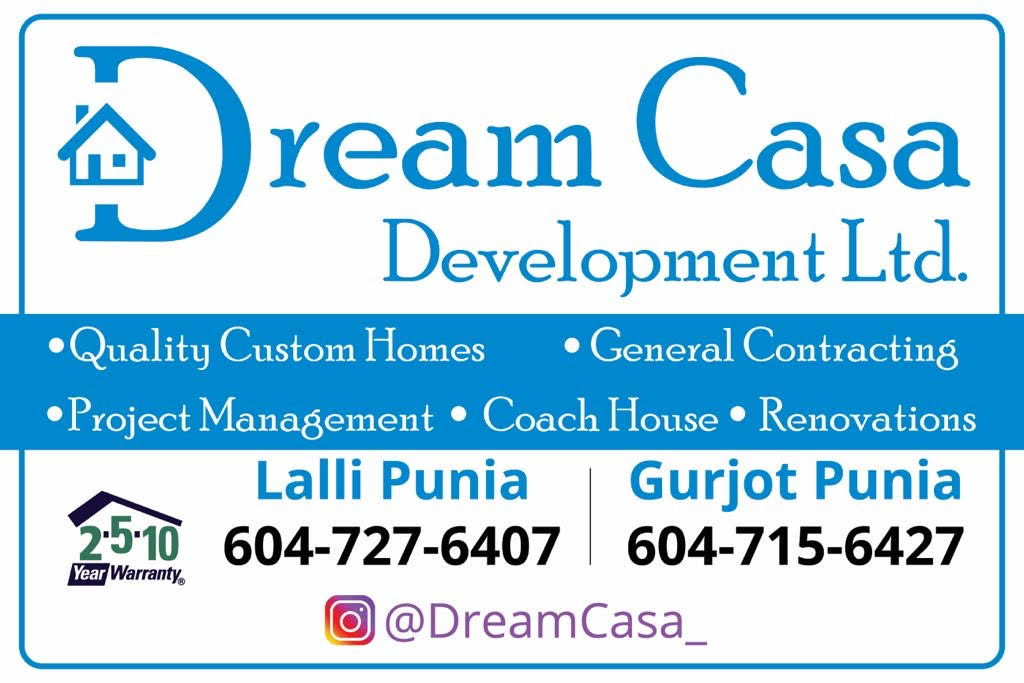 Dream Casa
Development Ltd.
•Quality Custom Homes • General Contracting
•Project Management • Coach House • Renovations
Lalli Punia Gurjot Punia
2·5·10 604-727-6407 604-715-6427
Year Warranty®
@DreamCasa_